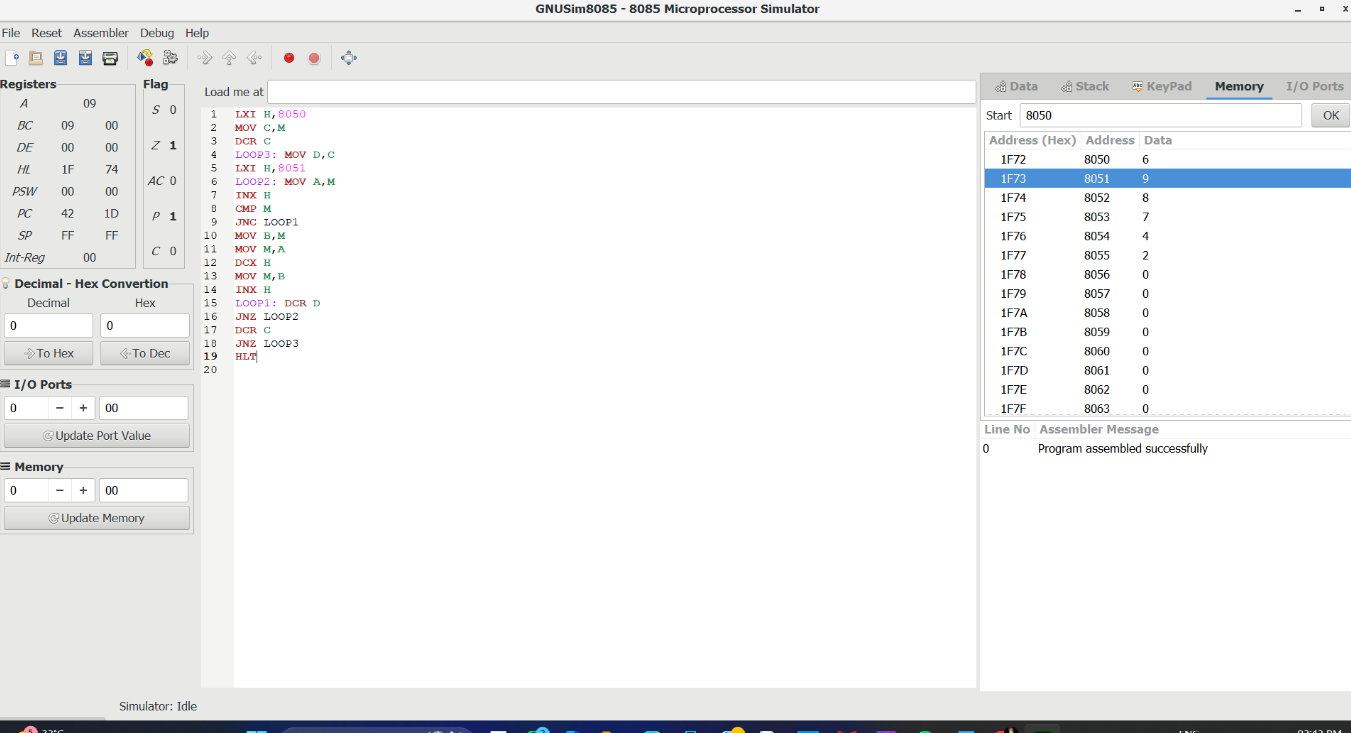 GNUSim8085 - 8085 Microprocessor Simulator
File Reset Assembler Debug Help
Registers
A 09
BC 09 00
DE 00 00
HL 1F 74
PSW 00 00
PC 42 1D
SP FF FF
Int-Reg 00
Flag
S 0
Z 1
AC 0
P 1
C 0
Decimal - Hex Convertion
Decimal Hex
0 0
To Hex To Dec
I/O Ports
0 − + 00
Update Port Value
Memory
0 − + 00
Update Memory
Load me at
1 LXI H,8050
2 MOV C,M
3 DCR C
4 LOOP3: MOV D,C
5 LXI H,8051
6 LOOP2: MOV A,M
7 INX H
8 CMP M
9 JNC LOOP1
10 MOV B,M
11 MOV M,A
12 DCX H
13 MOV M,B
14 INX H
15 LOOP1: DCR D
16 JNZ LOOP2
17 DCR C
18 JNZ LOOP3
19 HLT
20
Data Stack KeyPad Memory I/O Ports
Start 8050 OK
Address (Hex) Address Data
1F72 8050 6
1F73 8051 9
1F74 8052 8
1F75 8053 7
1F76 8054 4
1F77 8055 2
1F78 8056 0
1F79 8057 0
1F7A 8058 0
1F7B 8059 0
1F7C 8060 0
1F7D 8061 0
1F7E 8062 0
1F7F 8063 0
Line No Assembler Message
0 Program assembled successfully
Simulator: Idle